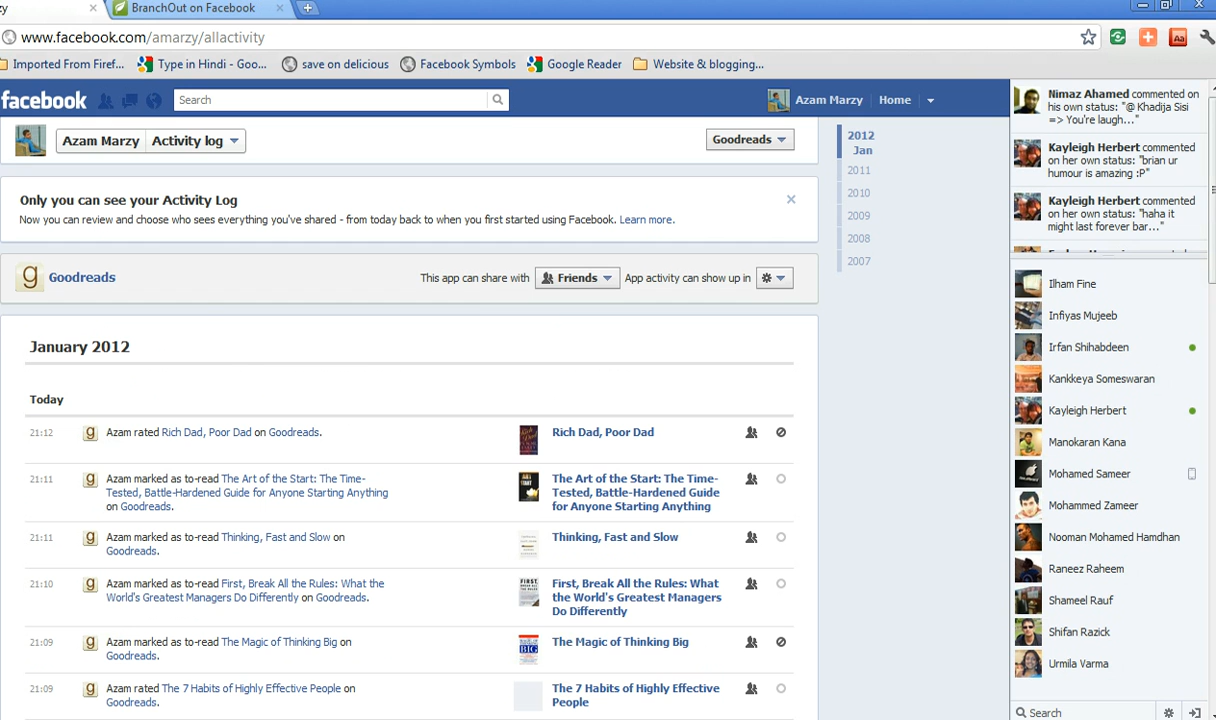 zy
BranchOut on Facebook
www.facebook.com/amarzy/allactivity
Imported From Firef...
Type in Hindi - Goo...
save on delicious
Facebook Symbols
Google Reader
Website & blogging...
facebook
Search
Azam Marzy
Home
Azam Marzy
Activity log
Goodreads
Only you can see your Activity Log
Now you can review and choose who sees everything you've shared - from today back to when you first started using Facebook. Learn more.
g Goodreads
This app can share with
Friends
App activity can show up in
January 2012
Today
21:12
g
Azam rated Rich Dad, Poor Dad on Goodreads.
Rich Dad, Poor Dad
21:11
g
Azam marked as to-read The Art of the Start: The Time-
Tested, Battle-Hardened Guide for Anyone Starting Anything
on Goodreads.
The Art of the Start: The Time-
Tested, Battle-Hardened Guide
for Anyone Starting Anything
21:11
g
Azam marked as to-read Thinking, Fast and Slow on
Goodreads.
Thinking, Fast and Slow
21:10
g
Azam marked as to-read First, Break All the Rules: What the
World's Greatest Managers Do Differently on Goodreads.
First, Break All the Rules: What
the World's Greatest Managers
Do Differently
21:09
g
Azam marked as to-read The Magic of Thinking Big on
Goodreads.
BIG
The Magic of Thinking Big
21:09
g
Azam rated The 7 Habits of Highly Effective People on
Goodreads.
The 7 Habits of Highly Effective
People
2012
Jan
2011
2010
2009
2008
2007
Nimaz Ahamed commented on
his own status: "@ Khadija Sisi
=> You're laugh..."
Kayleigh Herbert commented
on her own status: "brian ur
humour is amazing :P"
Kayleigh Herbert commented
on her own status: "haha it
might last forever bar..."
Ilham Fine
Infiyas Mujeeb
Irfan Shihabdeen
Kankkeya Someswaran
Kayleigh Herbert
Manokaran Kana
Mohamed Sameer
Mohammed Zameer
Nooman Mohamed Hamdhan
Raneez Raheem
Shameel Rauf
Shifan Razick
Urmila Varma
Search